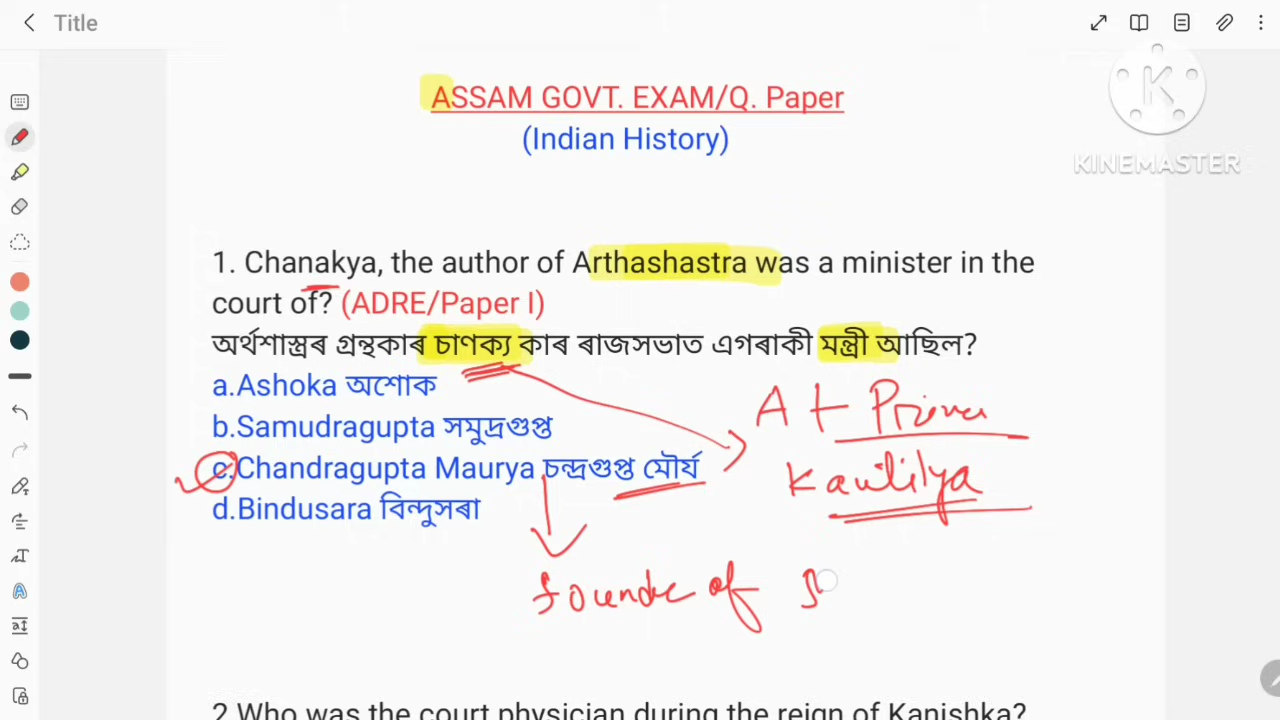 Title
ASSAM GOVT. EXAM/Q. Paper
(Indian History)
KINEMASTER
1. Chanakya, the author of Arthashastra was a minister in the
court of? (ADRE/Paper I)
অৰ্থশাস্ত্ৰৰ গ্ৰন্থকাৰ চাণক্য কাৰ ৰাজসভাত এগৰাকী মন্ত্ৰী আছিল?
a.Ashoka অশোক
b.Samudragupta সমুদ্ৰগুপ্ত
c.Chandragupta Maurya চন্দ্ৰগুপ্ত মৌৰ্য
d.Bindusara বিন্দুসৰা
Kautilya
founde of
2.Who was the court physician during the reign of Kanishka?